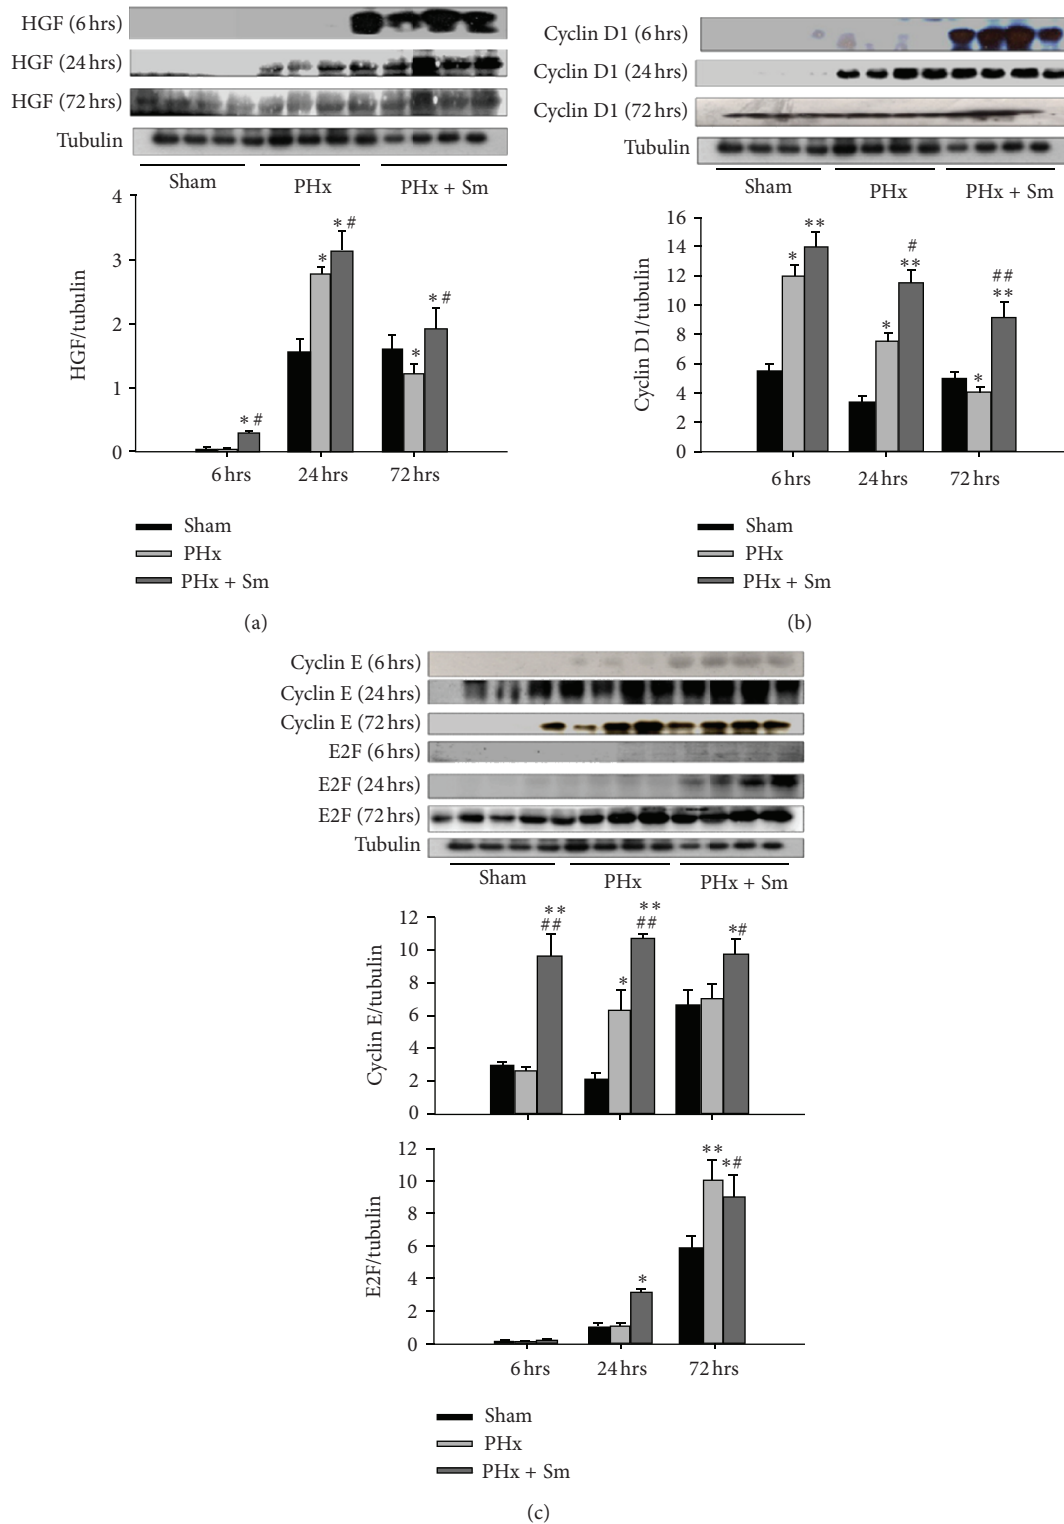 HGF (6 hrs)
HGF (24 hrs)
HGF (72 hrs)
Tubulin
Sham PHx PHx + Sm
4
3
2
1
0
HGF/tubulin
* #
*
* #
*
* #
6 hrs 24 hrs 72 hrs
Sham
PHx
PHx + Sm
(a)
Cyclin D1 (6 hrs)
Cyclin D1 (24 hrs)
Cyclin D1 (72 hrs)
Tubulin
Sham PHx PHx + Sm
16
14
12
10
8
6
4
2
0
Cyclin D1/tubulin
*
**
*
#
**
*
##
**
6 hrs 24 hrs 72 hrs
Sham
PHx
PHx + Sm
(b)
Cyclin E (6 hrs)
Cyclin E (24 hrs)
Cyclin E (72 hrs)
E2F (6 hrs)
E2F (24 hrs)
E2F (72 hrs)
Tubulin
Sham PHx PHx + Sm
12
10
8
6
4
2
0
Cyclin E/tubulin
**
##
*
**
##
*#
12
10
8
6
4
2
0
E2F/tubulin
*
**
*#
6 hrs 24 hrs 72 hrs
Sham
PHx
PHx + Sm
(c)